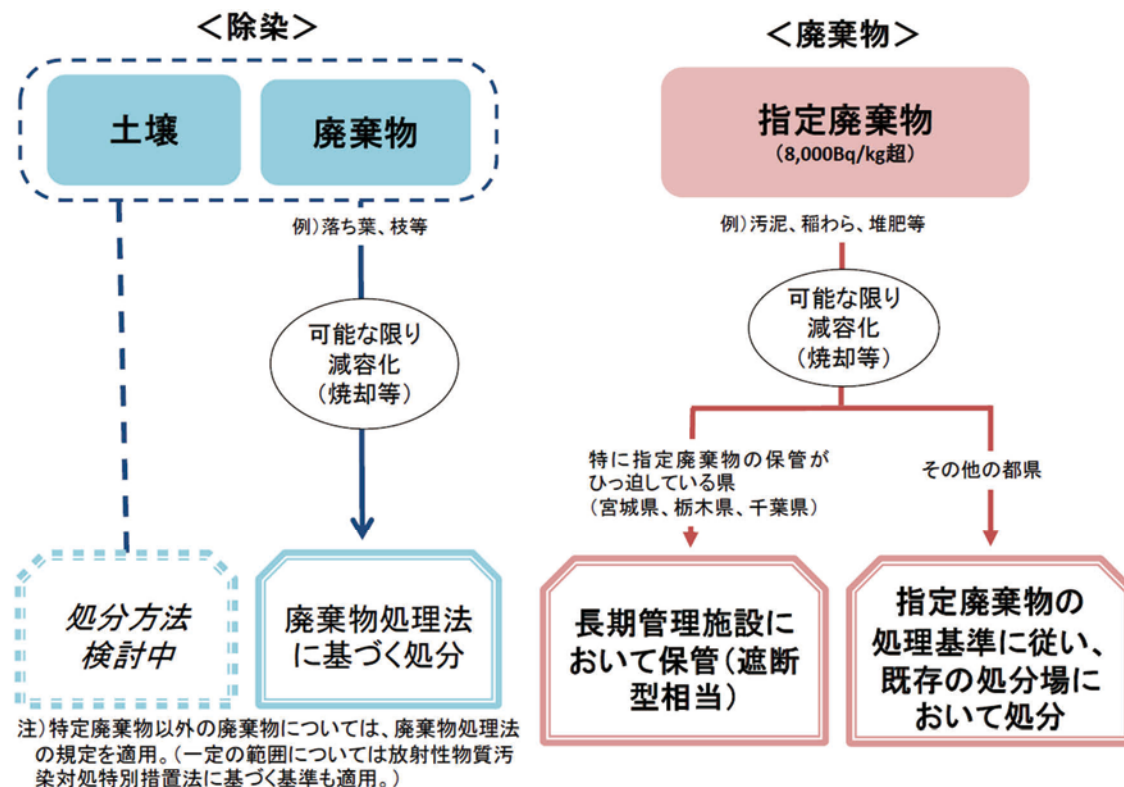 ＜除染＞
土壌
廃棄物
例）落ち葉、枝等
可能な限り
減容化
（焼却等）
処分方法
検討中
廃棄物処理法
に基づく処分
注）特定廃棄物以外の廃棄物については、廃棄物処理法
の規定を適用。（一定の範囲については放射性物質汚
染対処特別措置法に基づく基準も適用。）
＜廃棄物＞
指定廃棄物
（8,000Bq/kg超）
例）汚泥、稲わら、堆肥等
可能な限り
減容化
（焼却等）
特に指定廃棄物の保管が
ひっ迫している県
（宮城県、栃木県、千葉県）
その他の都県
長期管理施設に
おいて保管（遮断
型相当）
指定廃棄物の
処理基準に従い、
既存の処分場に
おいて処分